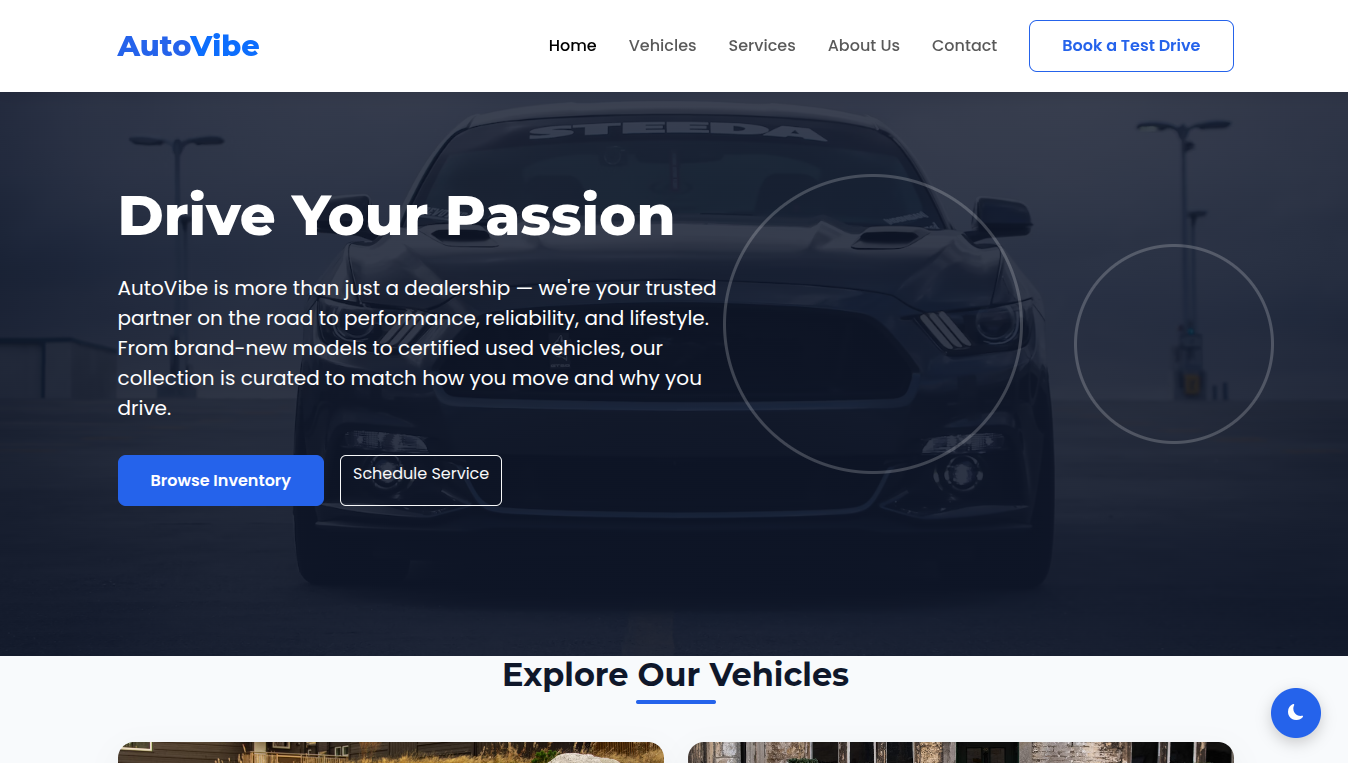 AutoVibe
Home
Vehicles
Services
About Us
Contact
Book a Test Drive
STEEDA
Drive Your Passion
AutoVibe is more than just a dealership — we're your trusted
partner on the road to performance, reliability, and lifestyle.
From brand-new models to certified used vehicles, our
collection is curated to match how you move and why you
drive.
Browse Inventory
Schedule Service
Explore Our Vehicles